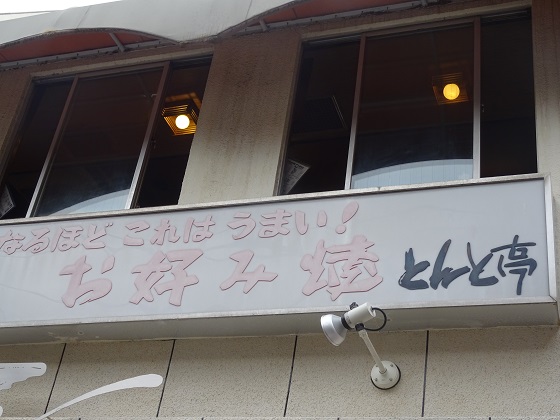 なるほど これは うまい！
お好み焼 とんと亭